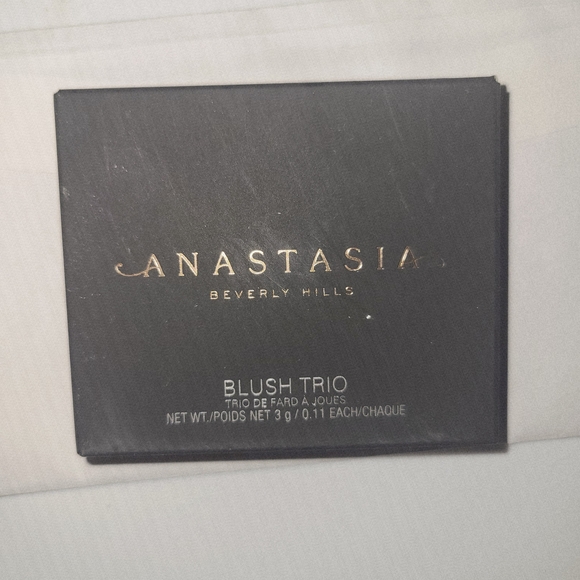 ANASTASIA
BEVERLY HILLS
BLUSH TRIO
TRIO DE FARD A JOUES
NET WT./POIDS NET 3 g / 0.11 EACH/CHAQUE